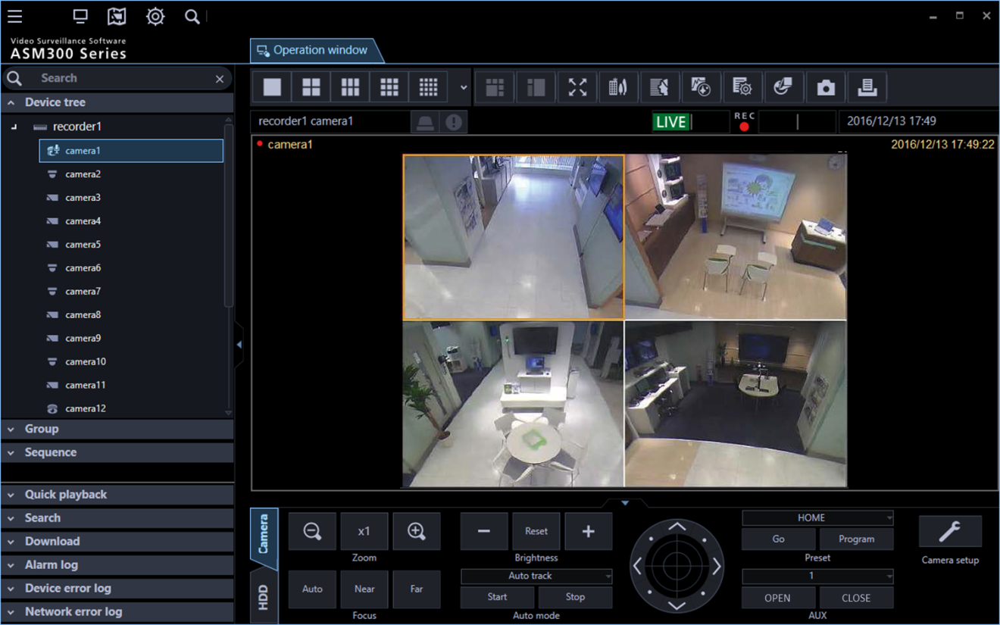 Video Surveillance Software
ASM300 Series
Operation window
Search
Device tree
recorder1
camera1
camera2
camera3
camera4
camera5
camera6
camera7
camera8
camera9
camera10
camera11
camera12
Group
Sequence
Quick playback
Search
Download
Alarm log
Device error log
Network error log
recorder1 camera1
LIVE
REC
2016/12/13 17:49
camera1
2016/12/13 17:49:22
Camera
HDD
x1
Zoom
Auto
Near
Far
Focus
Reset
Brightness
Auto track
Start
Stop
Auto mode
HOME
Go
Program
Preset
1
OPEN
CLOSE
AUX
Camera setup